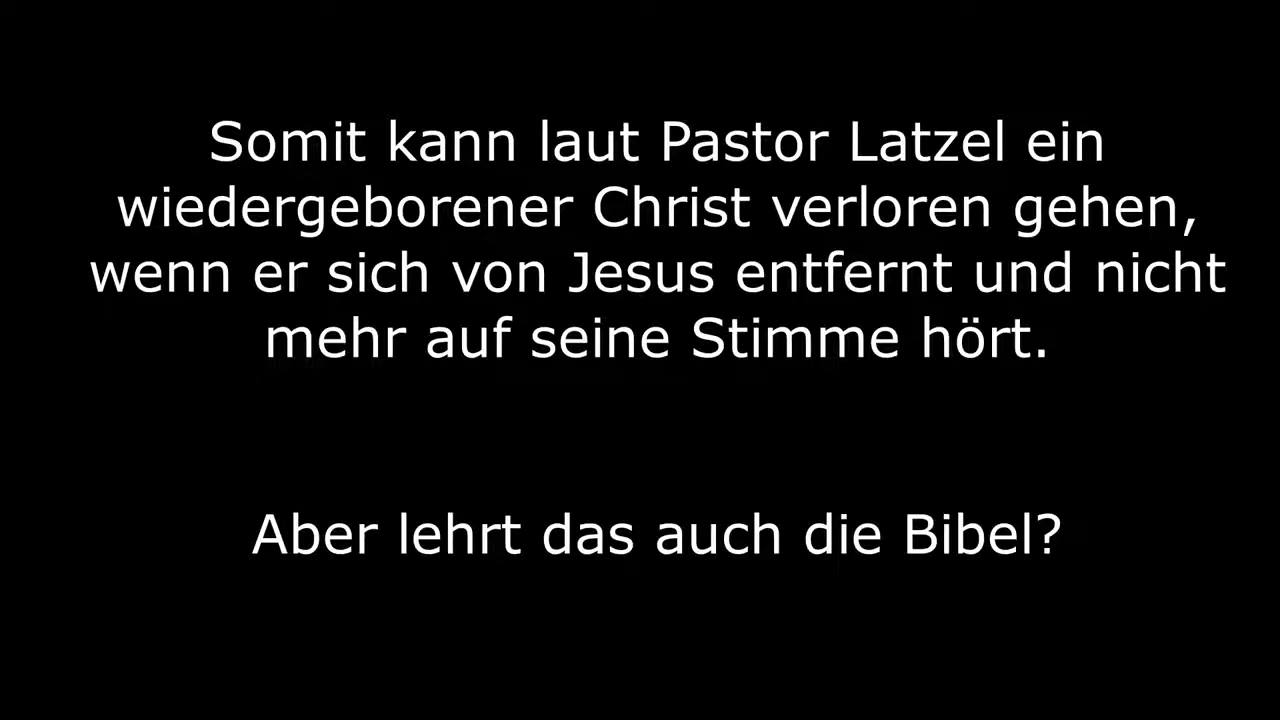 Somit kann laut Pastor Latzel ein
wiedergeborener Christ verloren gehen,
wenn er sich von Jesus entfernt und nicht
mehr auf seine Stimme hört.
Aber lehrt das auch die Bibel?